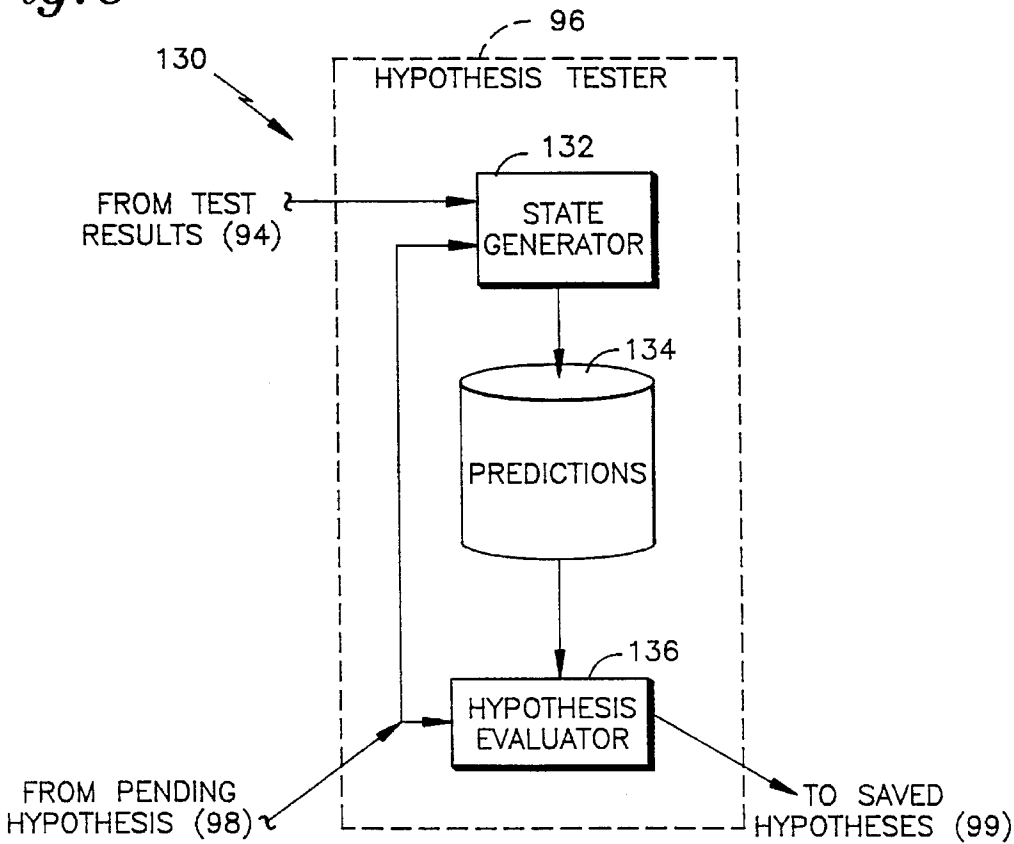 96
130
HYPOTHESIS TESTER
132
FROM TEST
RESULTS (94)
STATE
GENERATOR
134
PREDICTIONS
136
HYPOTHESIS
EVALUATOR
FROM PENDING
HYPOTHESIS (98)
TO SAVED
HYPOTHESES (99)